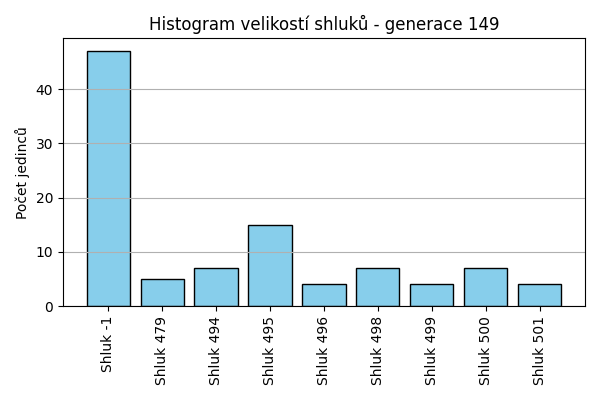 Histogram velikostí shluků - generace 149
Počet jedinců
40
30
20
10
0
Shluk -1
Shluk 479
Shluk 494
Shluk 495
Shluk 496
Shluk 498
Shluk 499
Shluk 500
Shluk 501